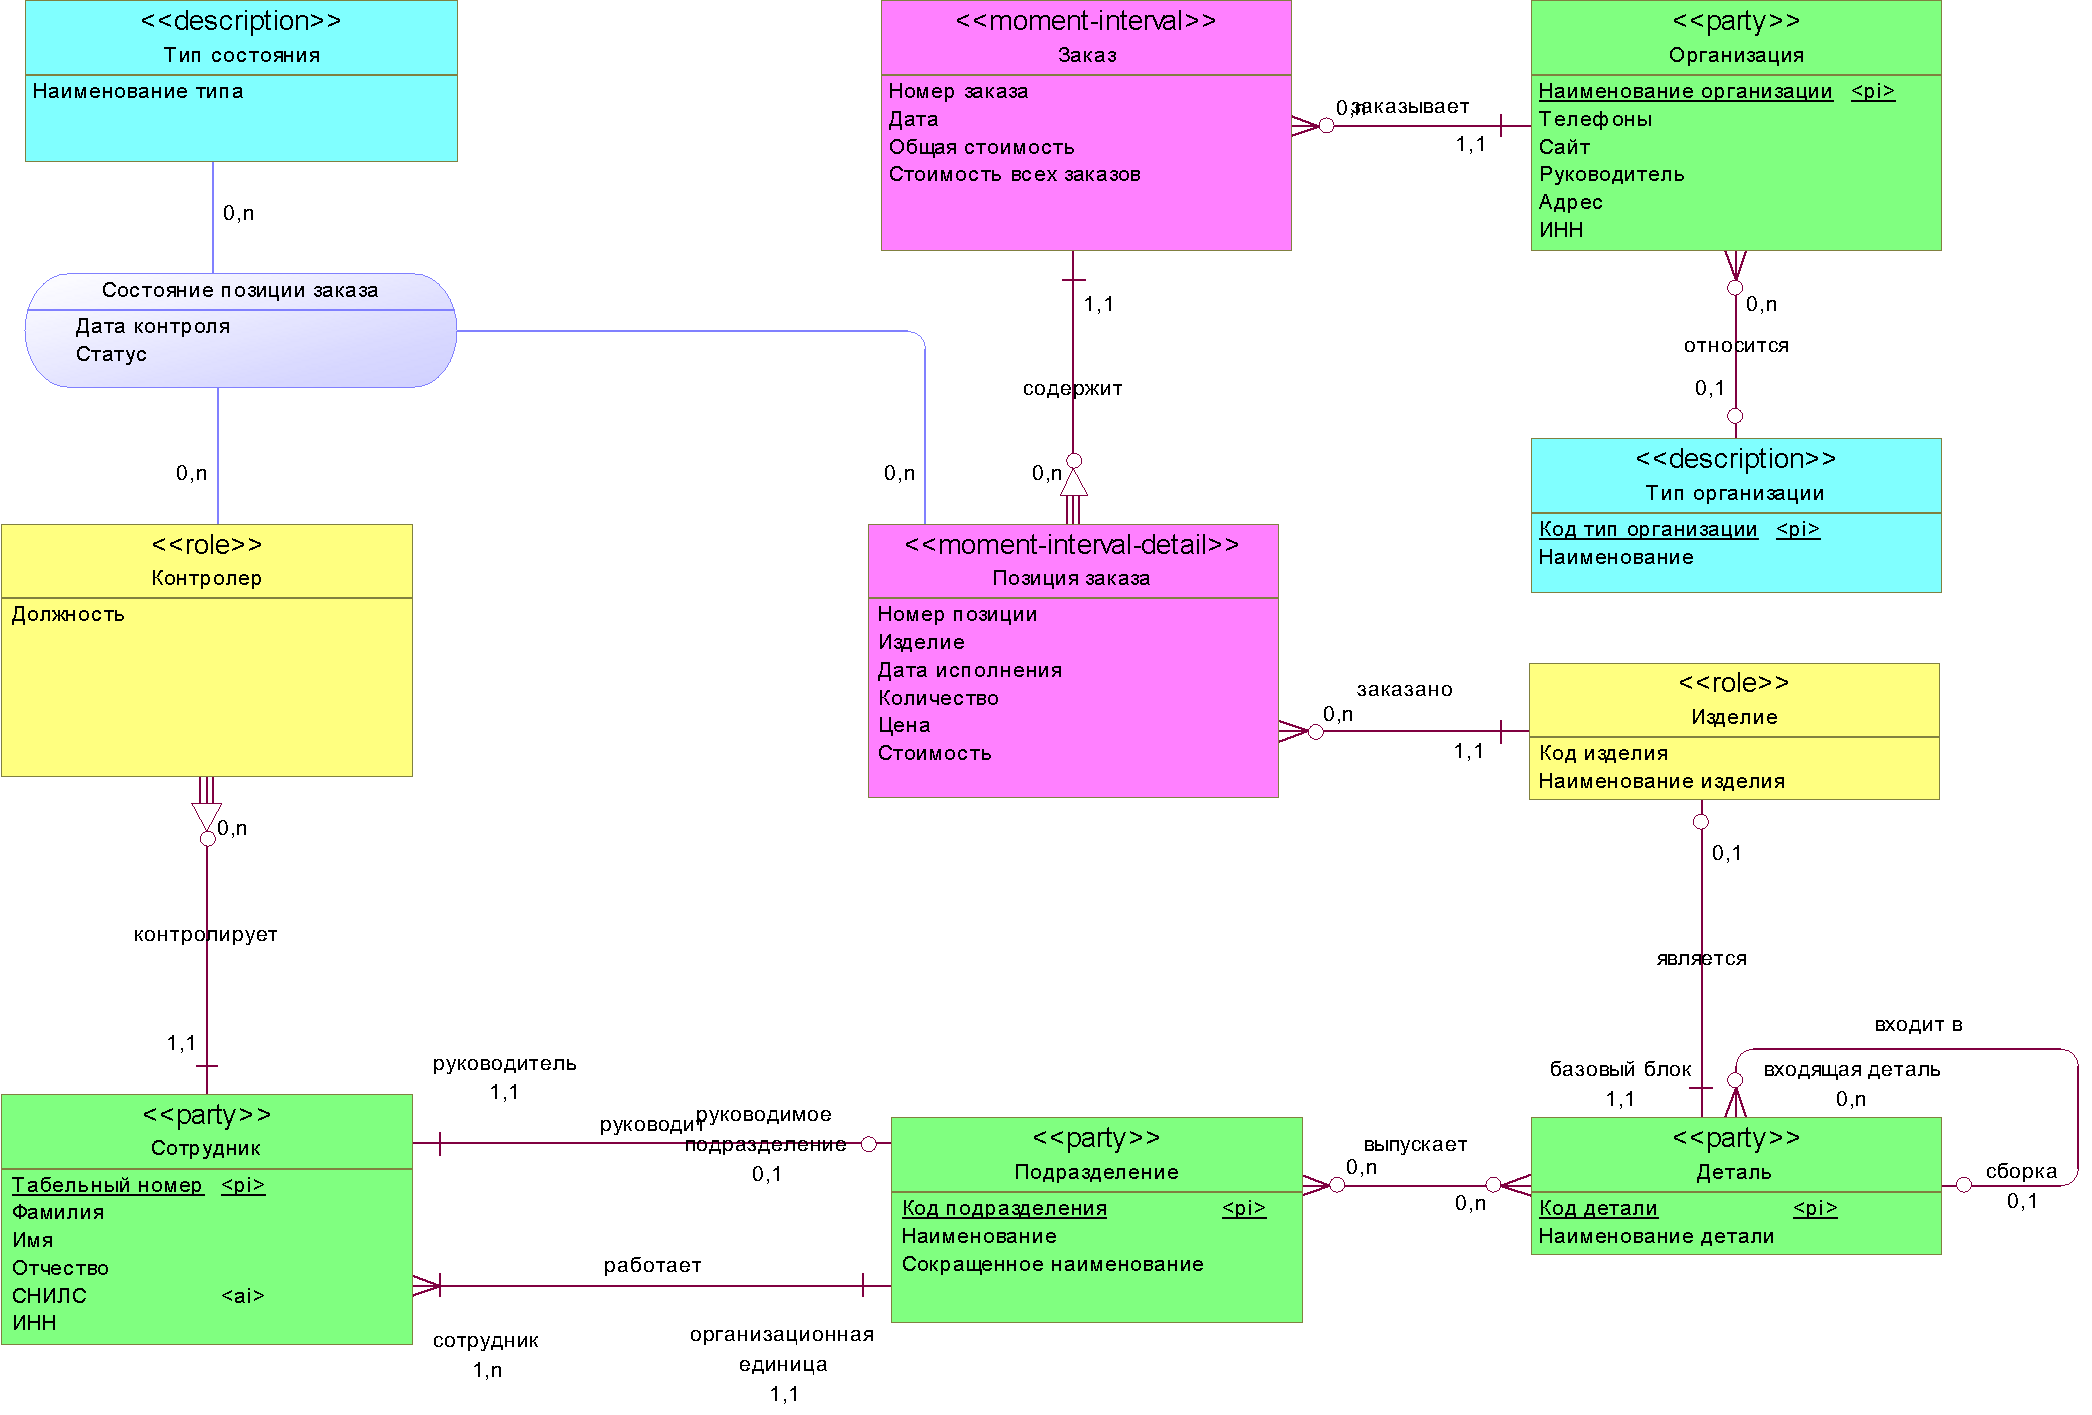 <<description>>
Тип состояния
Наименование типа
0,n
Состояние позиции заказа
Дата контроля
Статус
0,n
0,n
<<moment-interval>>
Заказ
Номер заказа
Дата
Общая стоимость
Стоимость всех заказов
0,n
заказывает
1,1
<<party>>
Организация
Наименование организации <pi>
Телефоны
Сайт
Руководитель
Адрес
ИНН
0,n
относится
0,1
<<description>>
Тип организации
Код тип организации <pi>
Наименование
1,1
содержит
0,n
<<role>>
Контролер
Должность
<<moment-interval-detail>>
Позиция заказа
Номер позиции
Изделие
Дата исполнения
Количество
Цена
Стоимость
заказано
0,n
1,1
<<role>>
Изделие
Код изделия
Наименование изделия
0,1
является
базовый блок
1,1
0,n
контролирует
1,1
<<party>>
Сотрудник
Табельный номер <pi>
Фамилия
Имя
Отчество
СНИЛС <ai>
ИНН
руководитель
1,1
руководит
руководимое
подразделение
0,1
работает
сотрудник
1,n
организационная
единица
1,1
<<party>>
Подразделение
Код подразделения <pi>
Наименование
Сокращенное наименование
выпускает
0,n
0,n
<<party>>
Деталь
Код детали <pi>
Наименование детали
входит в
входящая деталь
0,n
сборка
0,1